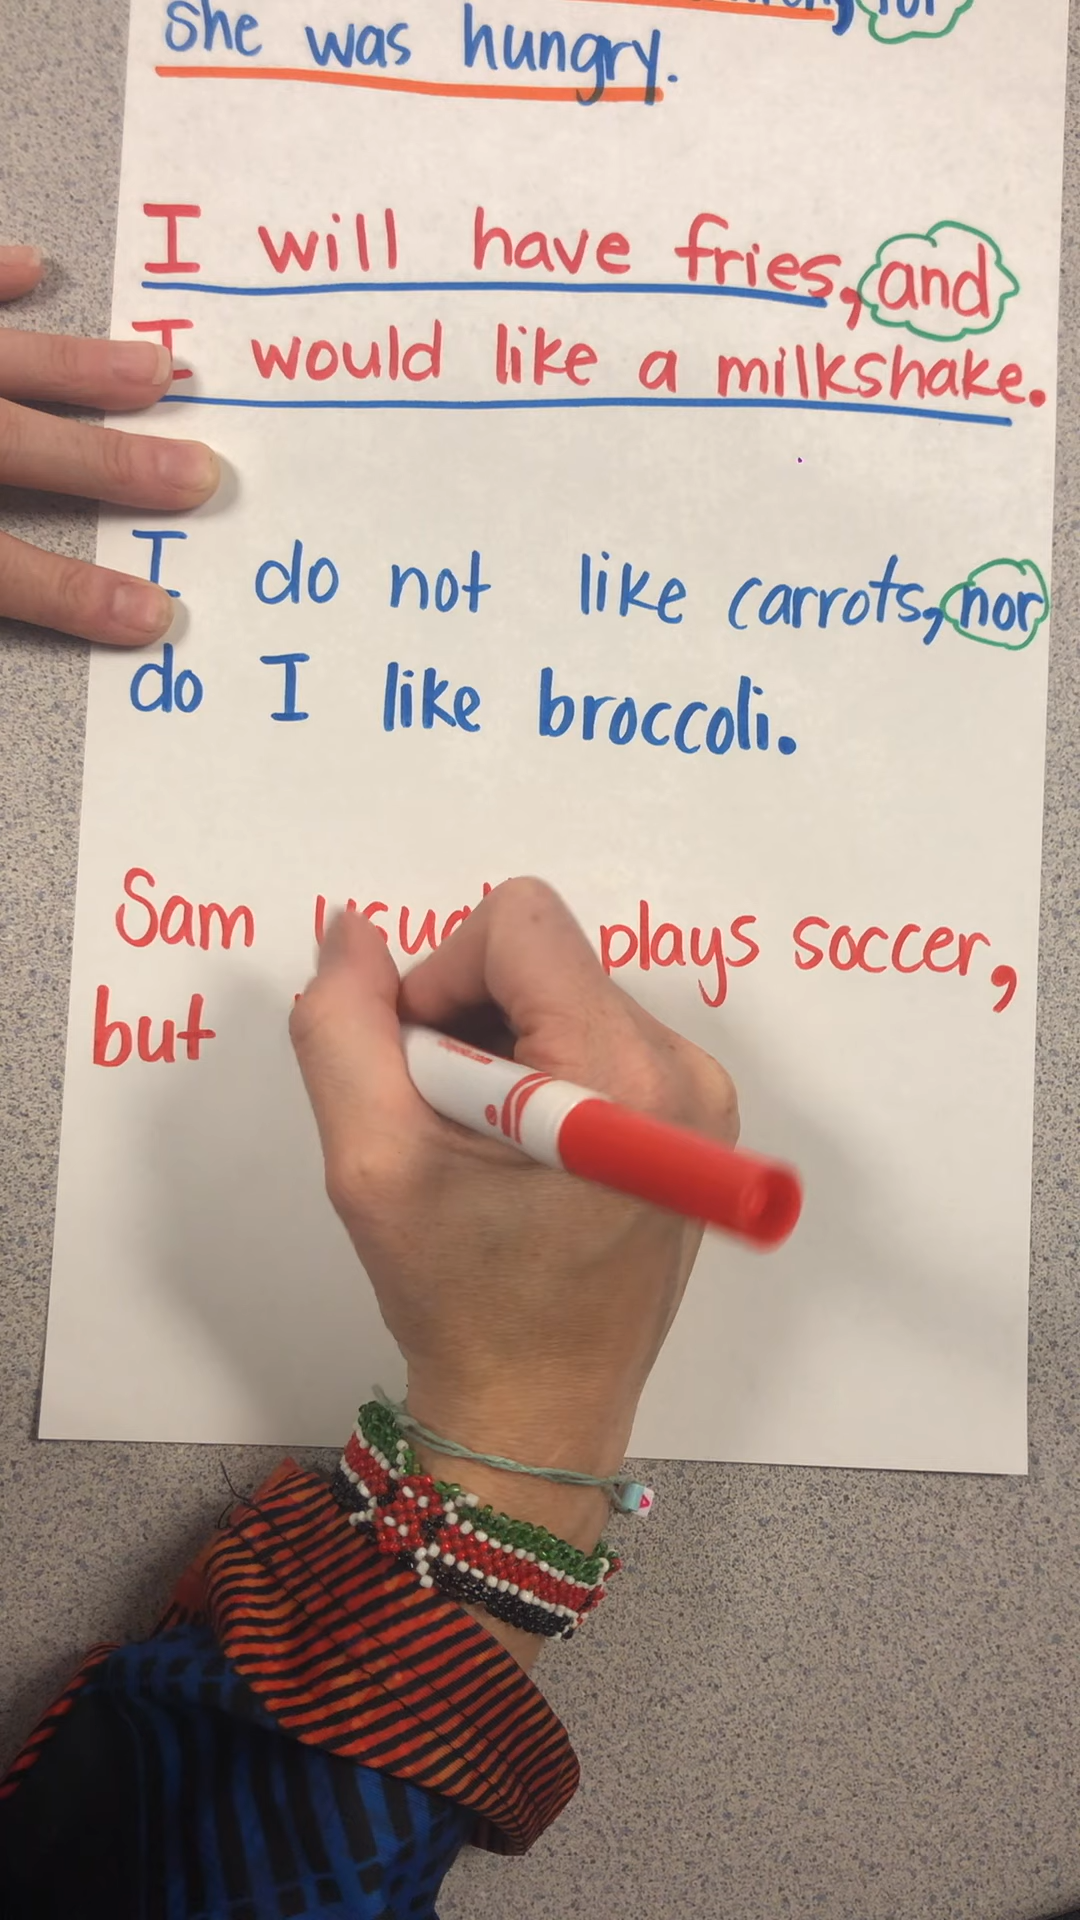 for
she was hungry.
I will have fries, and
I would like a milkshake.
I do not like carrots, nor
do I like broccoli.
Sam plays soccer,
but